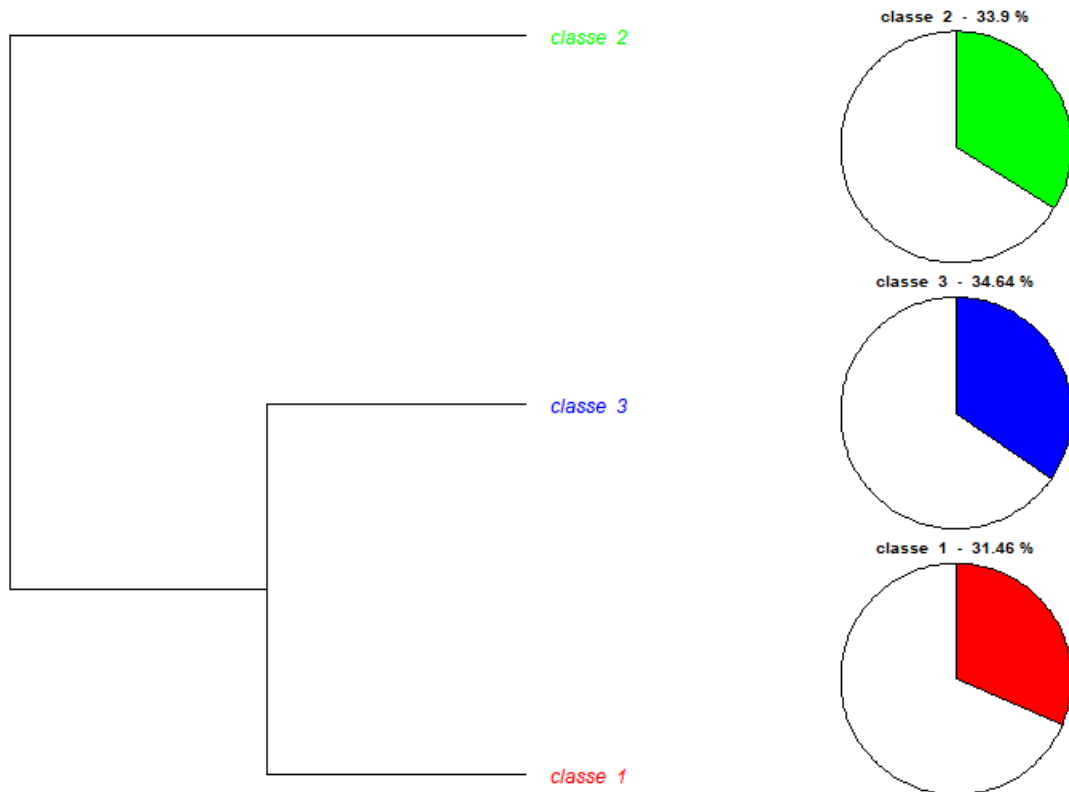 classe 2 - 33.9 %
classe 2
classe 3 - 34.64 %
classe 3
classe 1 - 31.46 %
classe 1